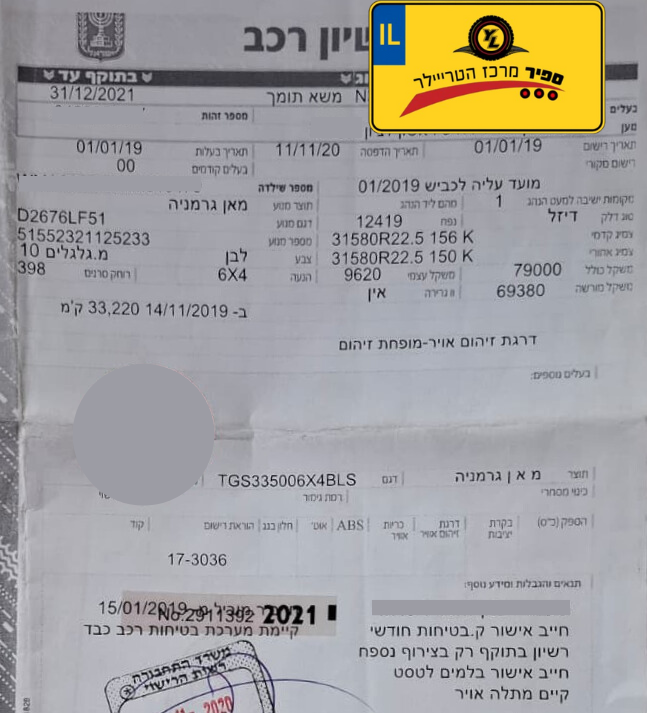 IL
ספיר מרכז הטריילר
שיון רכב
בתוקף עד
31/12/2021
משא תומך
בעלים
מספר זהות
מען
תאריך רישום 01/01/19 תאריך הדפסה 11/11/20 תאריך בעלות 01/01/19
רישום מקורי
בעלים קודמים 00
מועד עליה לכביש 01/2019 מספר שילדה
מקומות ישיבה למעט הנהג 1 מהם ליד הנהג תוצר מנוע מאן גרמניה
סוג דלק דיזל נפח 12419 דגם מנוע D2676LF51
צמיג קדמי 31580R22.5 156 K מספר מנוע 51552321125233
צמיג אחורי 31580R22.5 150 K צבע לבן מ.גלגלים 10
משקל כולל 79000 משקל עצמי 9620 הנעה 6X4 רוחק סרנים 398
משקל מורשה 69380 וו גרירה אין
ב- 14/11/2019 33,220 ק'מ
דרגת זיהום אויר-מופחת זיהום
בעלים נוספים:
תוצר מ א ן גרמניה דגם TGS335006X4BLS
כינוי מסחרי רמת גימור
הספק (כ"ס) בקרת יציבות דרגת זיהום אוויר כריות אוויר ABS אוט' חלון בגג הוראת רישום קוד
17-3036
תנאים והגבלות ומידע נוסף:
15/01/2019
No.2911392 2021
קיימת מערכת בטיחות רכב כבד
חייב אישור ק.בטיחות חודשי
רשיון בתוקף רק בצירוף נספח
חייב אישור בלמים לטסט
קיים מתלה אויר
משרד התחבורה
רשות הרישוי
2020